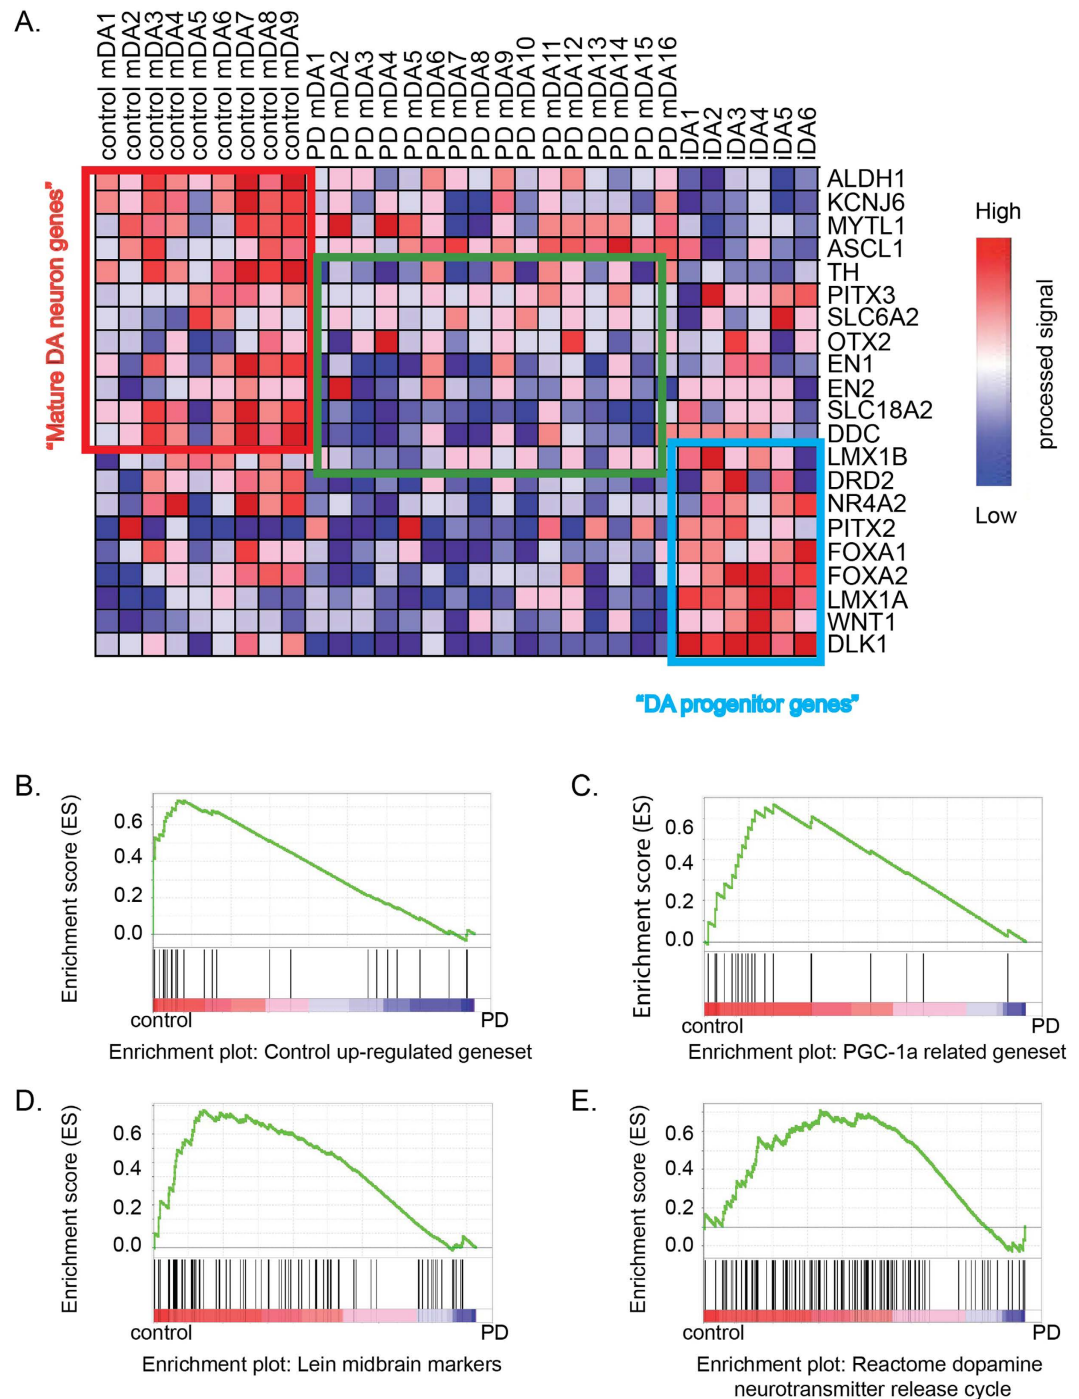 A.
control mDA1
control mDA2
control mDA3
control mDA4
control mDA5
control mDA6
control mDA7
control mDA8
control mDA9
PD mDA1
PD mDA2
PD mDA3
PD mDA4
PD mDA5
PD mDA6
PD mDA7
PD mDA8
PD mDA9
PD mDA10
PD mDA11
PD mDA12
PD mDA13
PD mDA14
PD mDA15
PD mDA16
iDA1
iDA2
iDA3
iDA4
iDA5
iDA6
"Mature DA neuron genes"
ALDH1
KCNJ6
MYTL1
ASCL1
TH
PITX3
SLC6A2
OTX2
EN1
EN2
SLC18A2
DDC
LMX1B
DRD2
NR4A2
PITX2
FOXA1
FOXA2
LMX1A
WNT1
DLK1
High
processed signal
Low
"DA progenitor genes"
B.
Enrichment score (ES)
0.6
0.4
0.2
0.0
control
PD
Enrichment plot: Control up-regulated geneset
C.
Enrichment score (ES)
0.6
0.4
0.2
0.0
control
PD
Enrichment plot: PGC-1a related geneset
D.
Enrichment score (ES)
0.6
0.4
0.2
0.0
control
PD
Enrichment plot: Lein midbrain markers
E.
Enrichment score (ES)
0.6
0.4
0.2
0.0
control
PD
Enrichment plot: Reactome dopamine
neurotransmitter release cycle